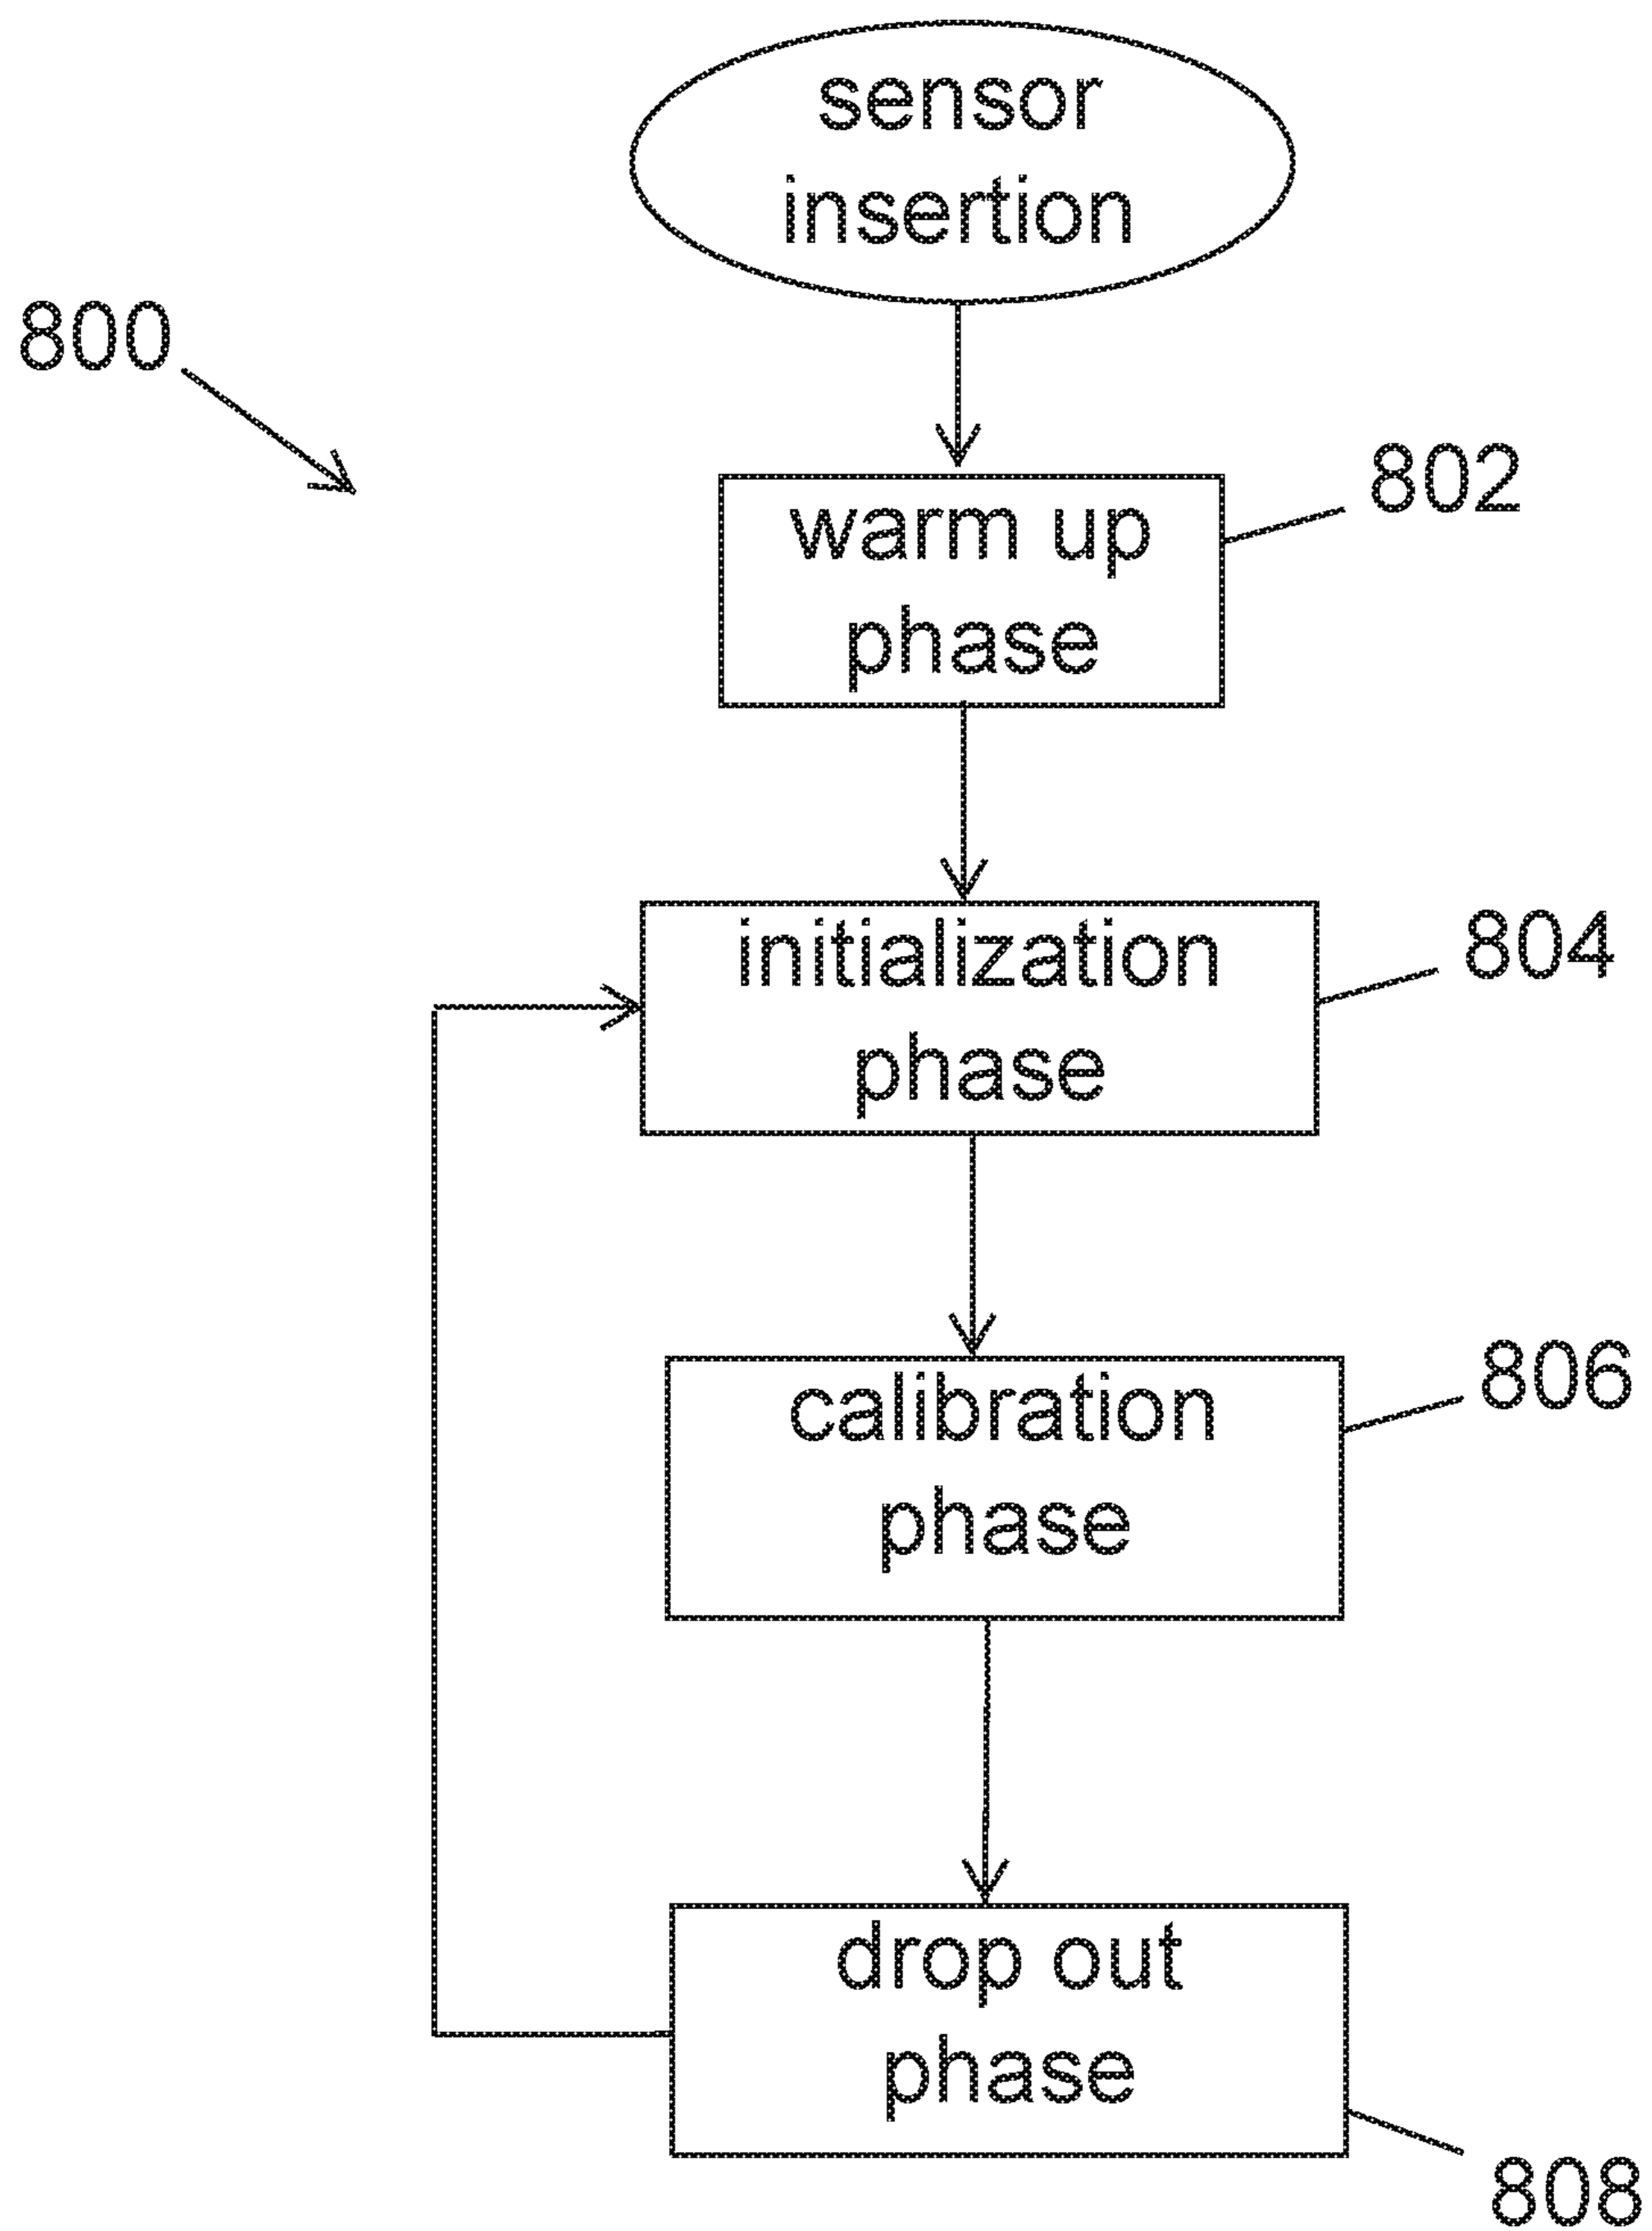 sensor
insertion
800
802
warm up
phase
804
initialization
phase
806
calibration
phase
drop out
phase
808